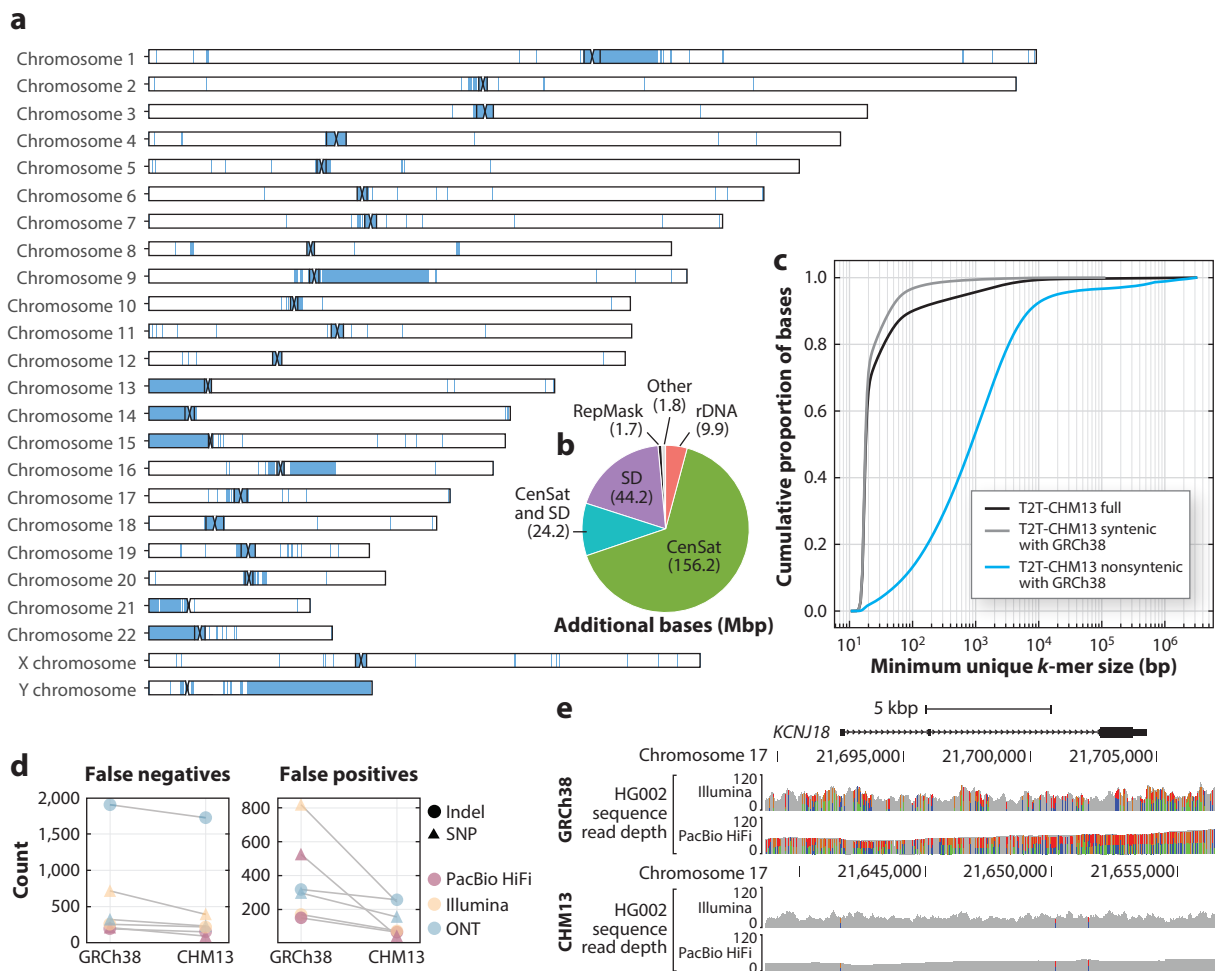 a
Chromosome 1
Chromosome 2
Chromosome 3
Chromosome 4
Chromosome 5
Chromosome 6
Chromosome 7
Chromosome 8
Chromosome 9
Chromosome 10
Chromosome 11
Chromosome 12
Chromosome 13
Chromosome 14
Chromosome 15
Chromosome 16
Chromosome 17
Chromosome 18
Chromosome 19
Chromosome 20
Chromosome 21
Chromosome 22
X chromosome
Y chromosome
b
Other
(1.8)
RepMask
(1.7)
rDNA
(9.9)
SD
(44.2)
CenSat
and SD
(24.2)
CenSat
(156.2)
Additional bases (Mbp)
c
Cumulative proportion of bases
1.0
0.8
0.6
0.4
0.2
0.0
T2T-CHM13 full
T2T-CHM13 syntenic
with GRCh38
T2T-CHM13 nonsyntenic
with GRCh38
10¹ 10² 10³ 10⁴ 10⁵ 10⁶
Minimum unique k-mer size (bp)
d
False negatives
False positives
Count
2,000
1,500
1,000
500
0
GRCh38 CHM13
800
600
400
200
GRCh38 CHM13
Indel
SNP
PacBio HiFi
Illumina
ONT
e
5 kbp
KCNJ18
Chromosome 17 21,695,000 21,700,000 21,705,000
GRCh38
HG002
sequence
read depth
120
Illumina
0
120
PacBio HiFi
0
Chromosome 17 21,645,000 21,650,000 21,655,000
CHM13
HG002
sequence
read depth
120
Illumina
0
120
PacBio HiFi
0